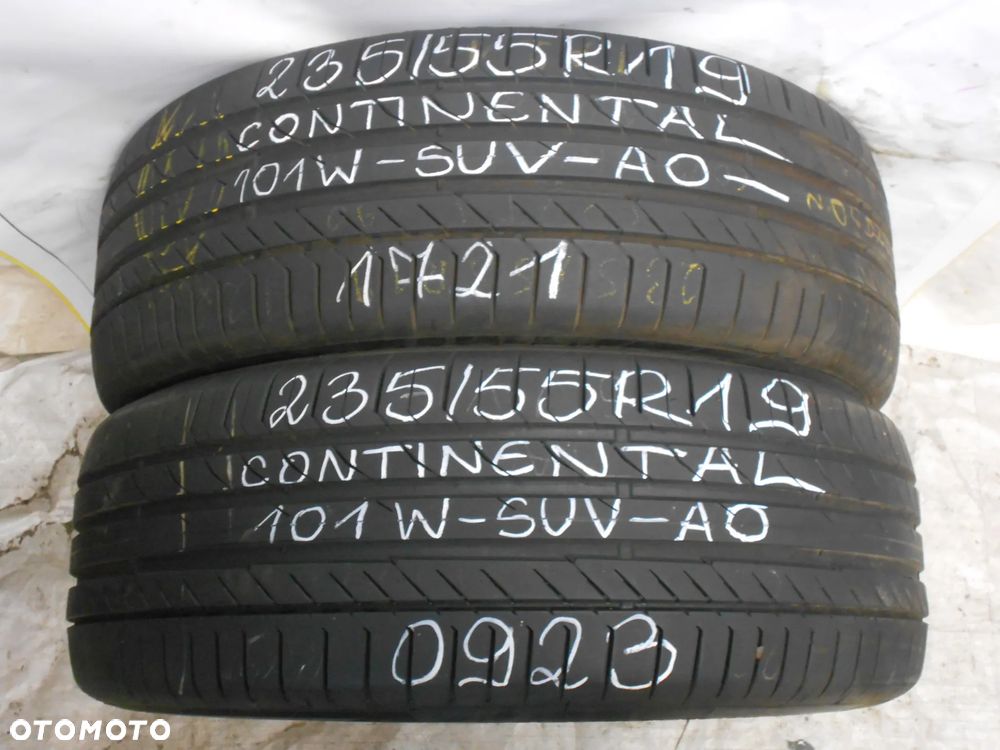 235/55R19
CONTINENTAL
101W-SUV-AO-
1721
235/55R19
CONTINENTAL
101W-SUV-AO
0923
OTOMOTO